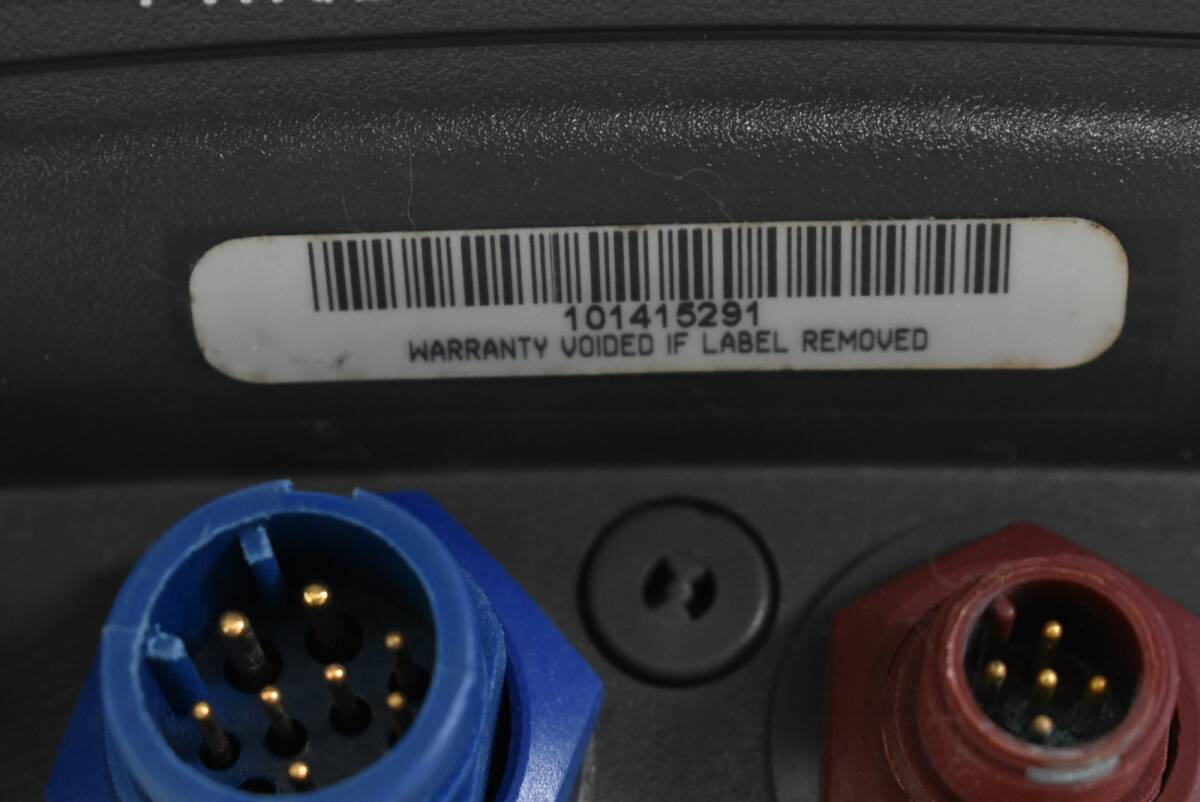 101415291
WARRANTY VOIDED IF LABEL REMOVED